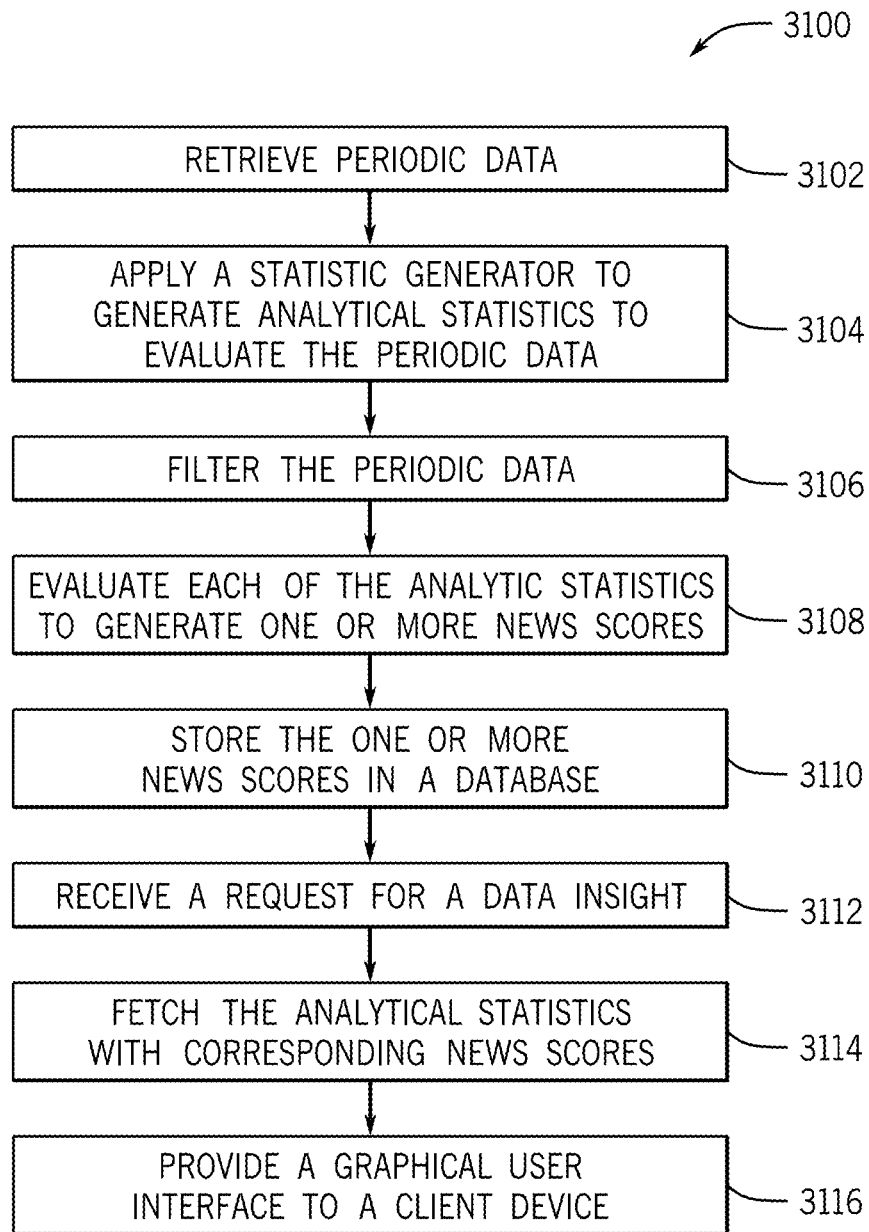 3100
RETRIEVE PERIODIC DATA
3102
APPLY A STATISTIC GENERATOR TO
GENERATE ANALYTICAL STATISTICS TO
EVALUATE THE PERIODIC DATA
3104
FILTER THE PERIODIC DATA
3106
EVALUATE EACH OF THE ANALYTIC STATISTICS
TO GENERATE ONE OR MORE NEWS SCORES
3108
STORE THE ONE OR MORE
NEWS SCORES IN A DATABASE
3110
RECEIVE A REQUEST FOR A DATA INSIGHT
3112
FETCH THE ANALYTICAL STATISTICS
WITH CORRESPONDING NEWS SCORES
3114
PROVIDE A GRAPHICAL USER
INTERFACE TO A CLIENT DEVICE
3116